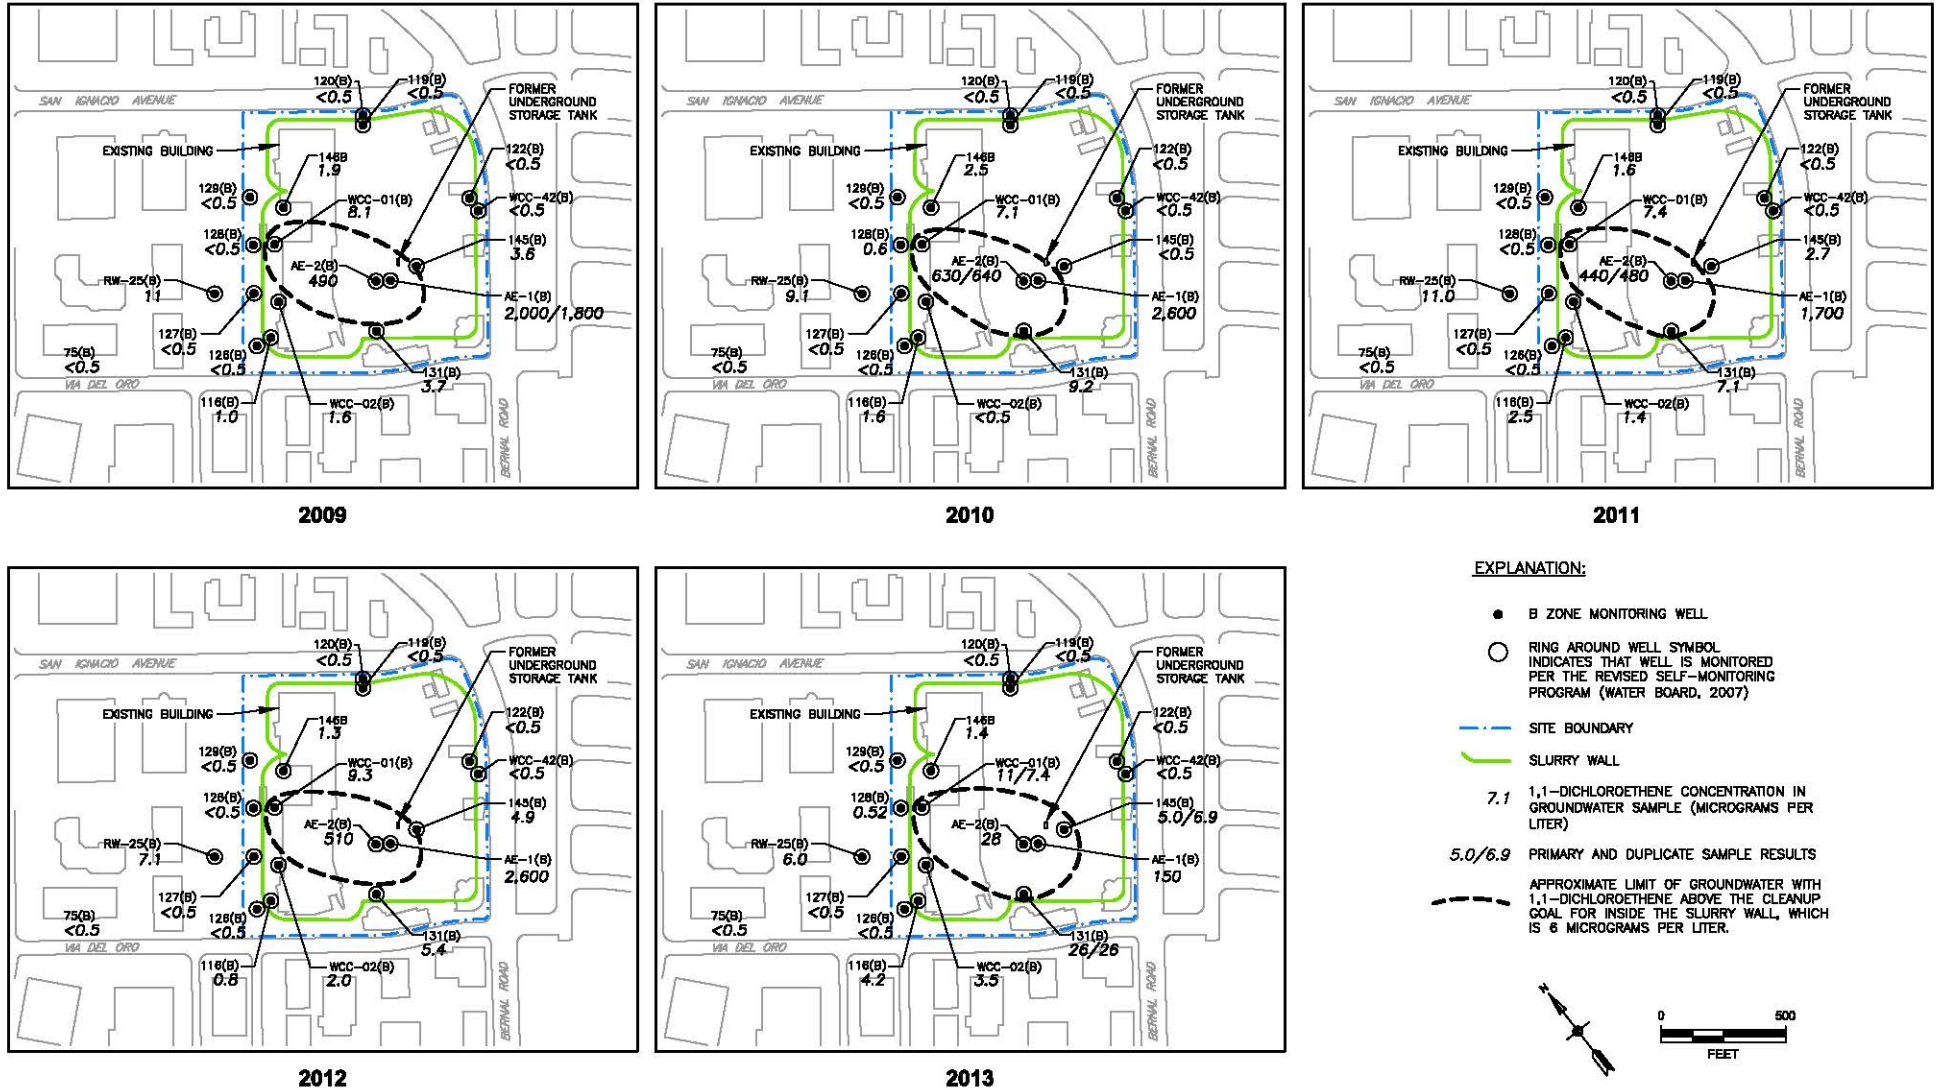 120(B)
<0.5
119(B)
<0.5
FORMER
UNDERGROUND
STORAGE TANK
SAN IGNACIO AVENUE
EXISTING BUILDING
146B
1.9
122(B)
<0.5
129(B)
<0.5
WCC-01(B)
8.1
WCC-42(B)
<0.5
126(B)
<0.5
145(B)
3.6
AE-2(B)
490
RW-25(B)
11
AE-1(B)
2,000/1,800
127(B)
<0.5
75(B)
<0.5
126(B)
<0.5
131(B)
3.7
VIA DEL ORO
116(B)
1.0
WCC-02(B)
1.6
BERNAL ROAD
2009
120(B)
<0.5
119(B)
<0.5
FORMER
UNDERGROUND
STORAGE TANK
SAN IGNACIO AVENUE
EXISTING BUILDING
146B
2.5
122(B)
<0.5
129(B)
<0.5
WCC-01(B)
7.1
WCC-42(B)
<0.5
126(B)
0.6
145(B)
<0.5
AE-2(B)
630/640
RW-25(B)
9.1
AE-1(B)
2,600
127(B)
<0.5
75(B)
<0.5
126(B)
<0.5
131(B)
9.2
VIA DEL ORO
116(B)
1.6
WCC-02(B)
<0.5
BERNAL ROAD
2010
120(B)
<0.5
119(B)
<0.5
FORMER
UNDERGROUND
STORAGE TANK
SAN IGNACIO AVENUE
EXISTING BUILDING
146B
1.6
122(B)
<0.5
129(B)
<0.5
WCC-01(B)
7.4
WCC-42(B)
<0.5
128(B)
<0.5
145(B)
2.7
AE-2(B)
440/480
RW-25(B)
11.0
AE-1(B)
1,700
127(B)
<0.5
75(B)
<0.5
126(B)
<0.5
131(B)
7.1
VIA DEL ORO
116(B)
2.5
WCC-02(B)
1.4
BERNAL ROAD
2011
120(B)
<0.5
119(B)
<0.5
FORMER
UNDERGROUND
STORAGE TANK
SAN IGNACIO AVENUE
EXISTING BUILDING
146B
1.3
122(B)
<0.5
129(B)
<0.5
WCC-01(B)
9.3
WCC-42(B)
<0.5
126(B)
<0.5
145(B)
4.9
AE-2(B)
510
RW-25(B)
7.1
AE-1(B)
2,600
127(B)
<0.5
75(B)
<0.5
126(B)
<0.5
131(B)
5.4
VIA DEL ORO
116(B)
0.8
WCC-02(B)
2.0
BERNAL ROAD
2012
120(B)
<0.5
119(B)
<0.5
FORMER
UNDERGROUND
STORAGE TANK
SAN IGNACIO AVENUE
EXISTING BUILDING
146B
1.4
122(B)
<0.5
129(B)
<0.5
WCC-01(B)
11/7.4
WCC-42(B)
<0.5
128(B)
0.52
145(B)
5.0/6.9
AE-2(B)
28
RW-25(B)
6.0
AE-1(B)
150
127(B)
<0.5
75(B)
<0.5
126(B)
<0.5
131(B)
26/26
VIA DEL ORO
116(B)
4.2
WCC-02(B)
3.5
BERNAL ROAD
2013
EXPLANATION:
B ZONE MONITORING WELL
RING AROUND WELL SYMBOL
INDICATES THAT WELL IS MONITORED
PER THE REVISED SELF-MONITORING
PROGRAM (WATER BOARD, 2007)
SITE BOUNDARY
SLURRY WALL
7.1 1,1-DICHLOROETHENE CONCENTRATION IN
GROUNDWATER SAMPLE (MICROGRAMS PER
LITER)
5.0/6.9 PRIMARY AND DUPLICATE SAMPLE RESULTS
APPROXIMATE LIMIT OF GROUNDWATER WITH
1,1-DICHLOROETHENE ABOVE THE CLEANUP
GOAL FOR INSIDE THE SLURRY WALL, WHICH
IS 6 MICROGRAMS PER LITER.
N
0 500
FEET